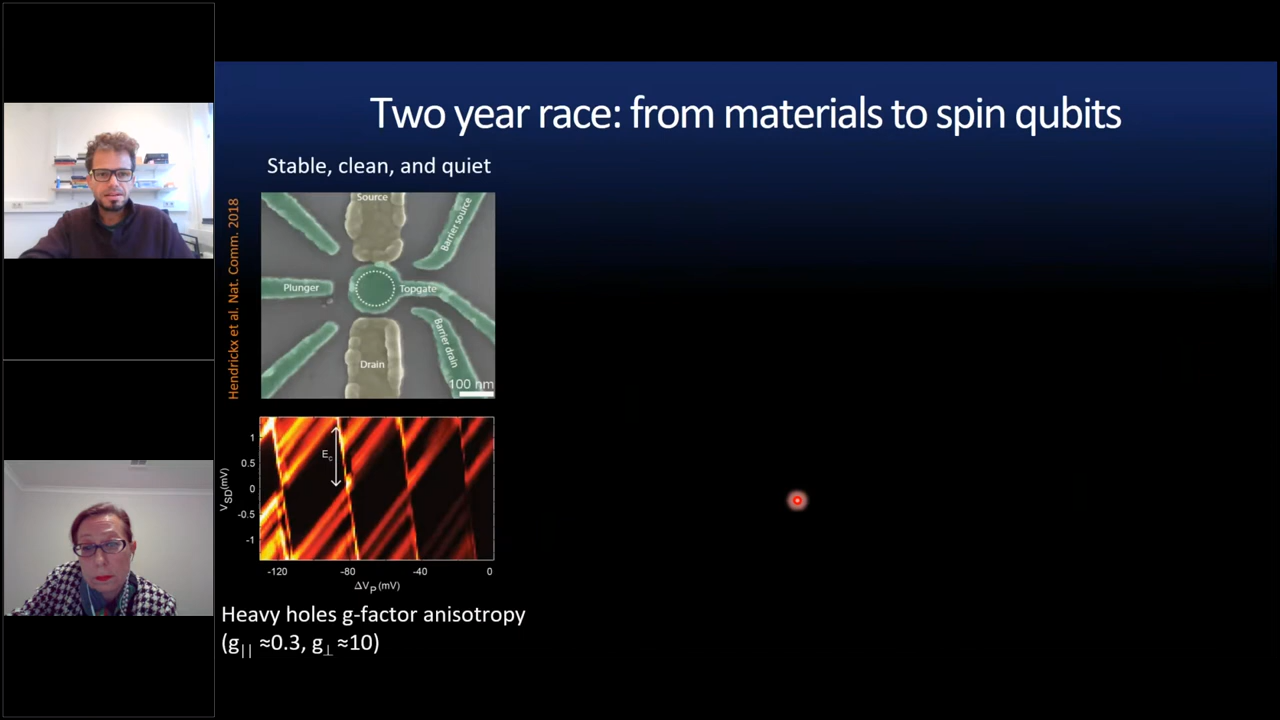 Two year race: from materials to spin qubits
Stable, clean, and quiet
Hendrickx et al. Nat. Comm. 2018
Source
Barrier source
Plunger
Topgate
Barrier drain
Drain
100 nm
V_SD(mV)
1
0.5
0
-0.5
-1
E_c
-120 -80 -40 0
ΔV_P(mV)
Heavy holes g-factor anisotropy
(g_|| ≈0.3, g_⊥ ≈10)